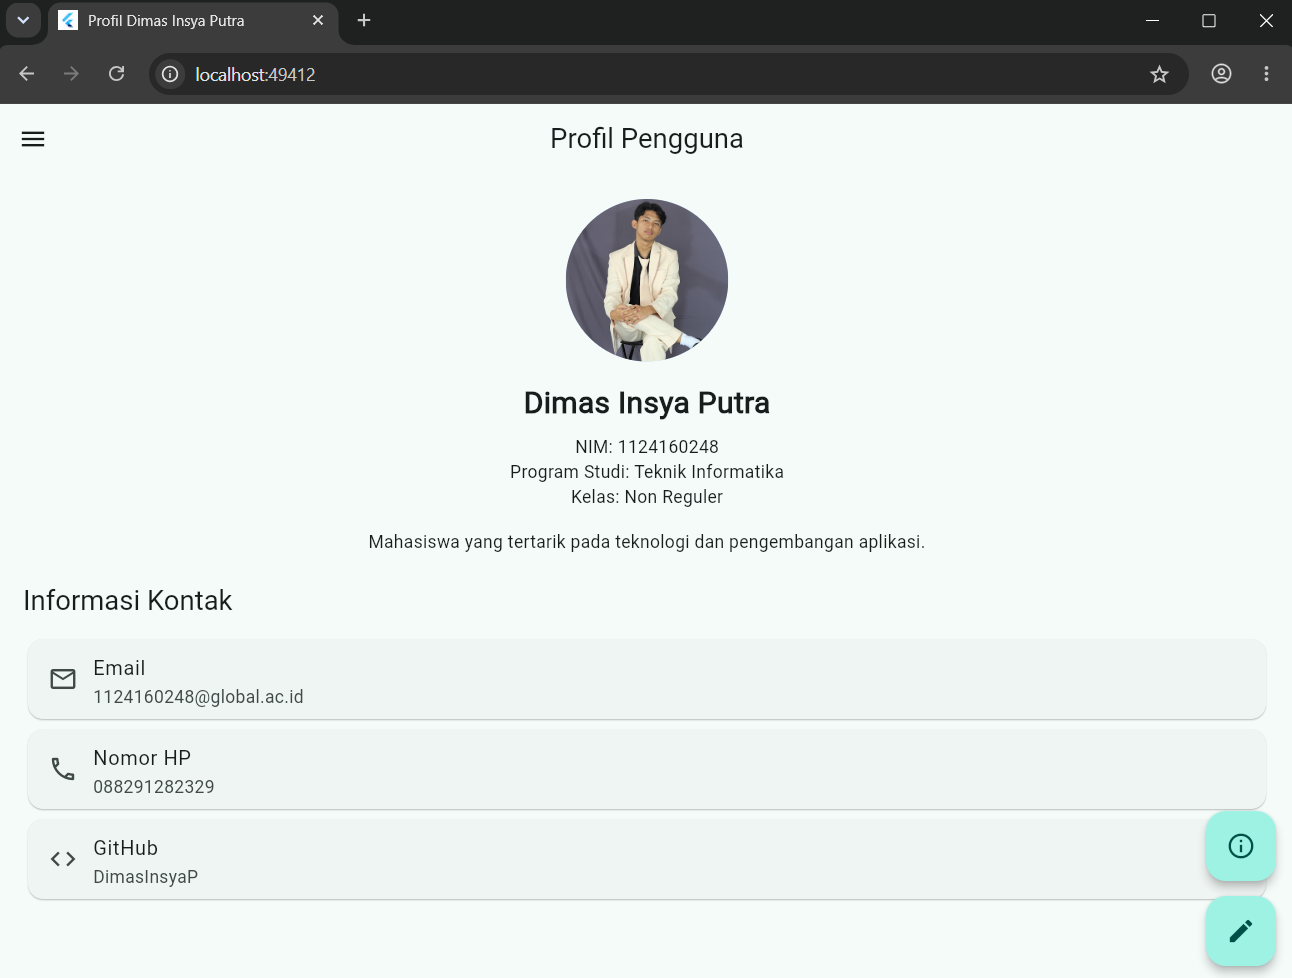 Profil Dimas Insya Putra
localhost:49412
Profil Pengguna
Dimas Insya Putra
NIM: 1124160248
Program Studi: Teknik Informatika
Kelas: Non Reguler
Mahasiswa yang tertarik pada teknologi dan pengembangan aplikasi.
Informasi Kontak
Email
1124160248@global.ac.id
Nomor HP
088291282329
GitHub
DimasInsyaP